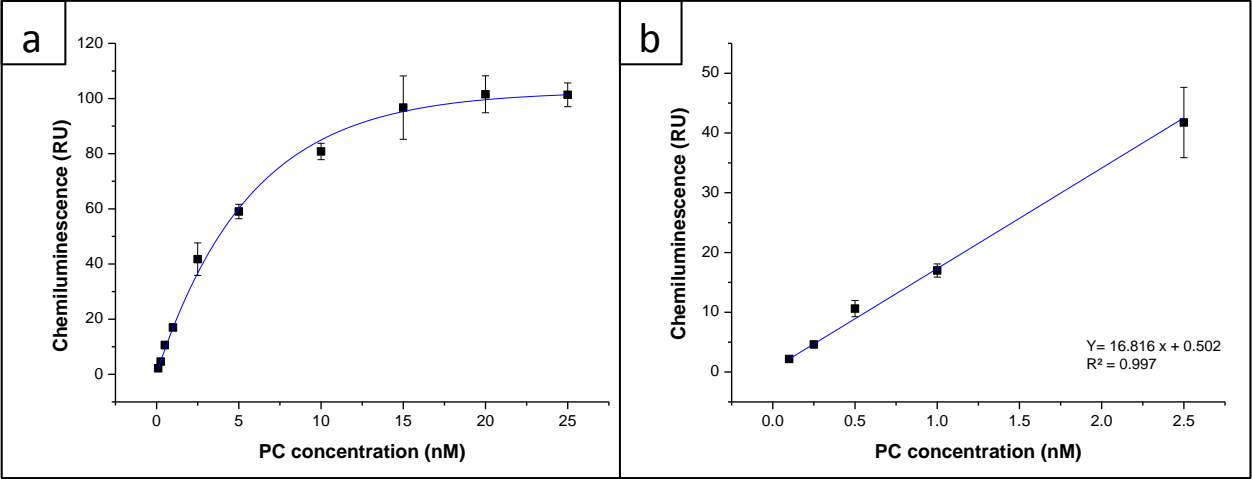 a
120
100
80
60
40
20
0
Chemiluminescence (RU)
0 5 10 15 20 25
PC concentration (nM)
b
50
40
30
20
10
0
Chemiluminescence (RU)
Y= 16.816 x + 0.502
R² = 0.997
0.0 0.5 1.0 1.5 2.0 2.5
PC concentration (nM)